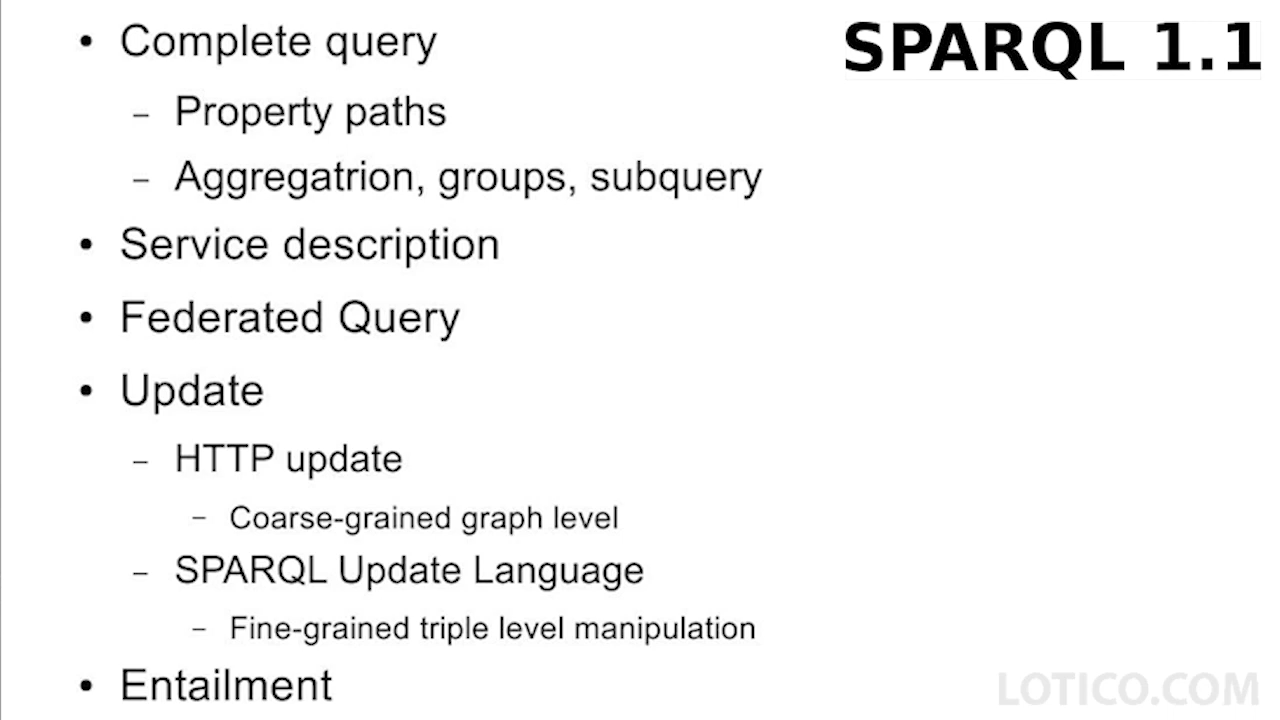 SPARQL 1.1
• Complete query
– Property paths
– Aggregatrion, groups, subquery
• Service description
• Federated Query
• Update
– HTTP update
– Coarse-grained graph level
– SPARQL Update Language
– Fine-grained triple level manipulation
• Entailment
LOTICO.COM